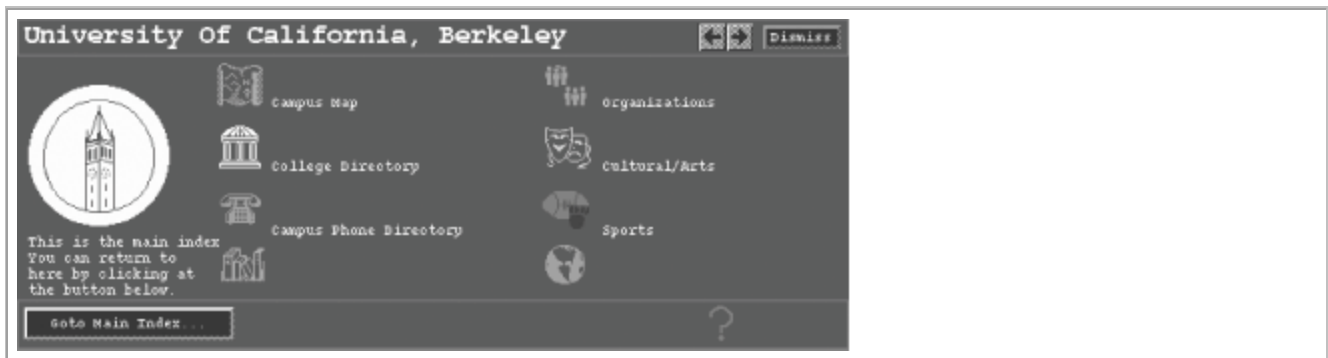 University Of California, Berkeley
Dismiss
Campus Map
Organizations
College Directory
Cultural/Arts
Campus Phone Directory
Sports
This is the main index
You can return to
here by clicking at
the button below.
Goto Main Index...
?